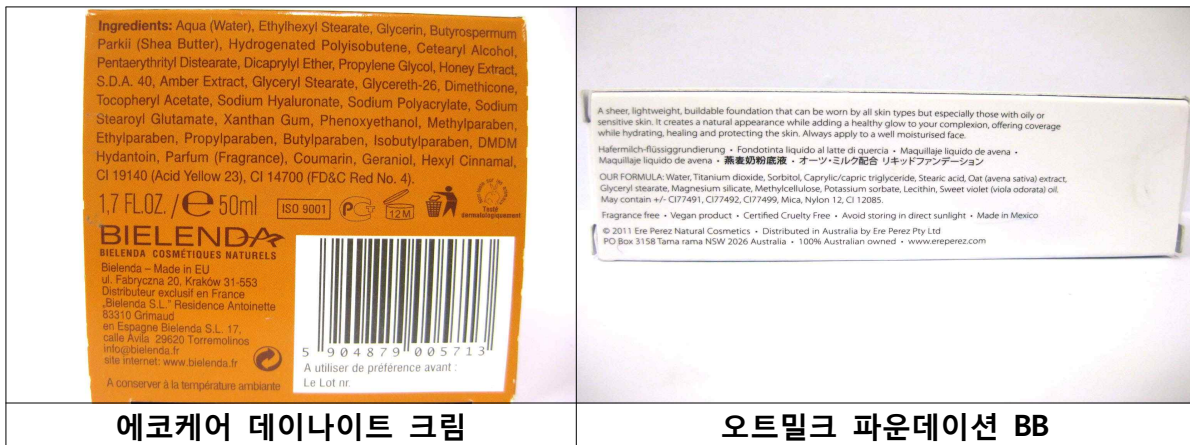 Ingredients: Aqua (Water), Ethylhexyl Stearate, Glycerin, Butyrospermum
Parkii (Shea Butter), Hydrogenated Polyisobutene, Cetearyl Alcohol,
Pentaerythrityl Distearate, Dicaprylyl Ether, Propylene Glycol, Honey Extract,
S.D.A. 40, Amber Extract, Glyceryl Stearate, Glycereth-26, Dimethicone,
Tocopheryl Acetate, Sodium Hyaluronate, Sodium Polyacrylate, Sodium
Stearoyl Glutamate, Xanthan Gum, Phenoxyethanol, Methylparaben,
Ethylparaben, Propylparaben, Butylparaben, Isobutylparaben, DMDM
Hydantoin, Parfum (Fragrance), Coumarin, Geraniol, Hexyl Cinnamal,
CI 19140 (Acid Yellow 23), CI 14700 (FD&C Red No. 4).
1,7 FL.OZ. / e 50ml
ISO 9001
12M
Testé
dermatologiquement
BIELENDA
BIELENDA COSMÉTIQUES NATURELS
Bielenda – Made in EU
ul. Fabryczna 20, Kraków 31-553
Distributeur exclusif en France
„Bielenda S.L." Residence Antoinette
83310 Grimaud
en Espagne Bielenda S.L. 17,
calle Avila 29620 Torremolinos
info@bielenda.fr
site internet: www.bielenda.fr
A conserver à la température ambiante
5 904879 005713
A utiliser de préférence avant :
Le Lot nr.
에코케어 데이나이트 크림
A sheer, lightweight, buildable foundation that can be worn by all skin types but especially those with oily or
sensitive skin. It creates a natural appearance while adding a healthy glow to your complexion, offering coverage
while hydrating, healing and protecting the skin. Always apply to a well moisturised face.
Hafermilch-flüssiggrundierung • Fondotinta liquido al latte di quercia • Maquillaje liquido de avena •
Maquillaje liquido de avena • 燕麦奶粉底液 • オーツ・ミルク配合 リキッドファンデーション
OUR FORMULA: Water, Titanium dioxide, Sorbitol, Caprylic/capric triglyceride, Stearic acid, Oat (avena sativa) extract,
Glyceryl stearate, Magnesium silicate, Methylcellulose, Potassium sorbate, Lecithin, Sweet violet (viola odorata) oil.
May contain +/- CI77491, CI77492, CI77499, Mica, Nylon 12, CI 12085.
Fragrance free • Vegan product • Certified Cruelty Free • Avoid storing in direct sunlight • Made in Mexico
© 2011 Ere Perez Natural Cosmetics • Distributed in Australia by Ere Perez Pty Ltd
PO Box 3158 Tama rama NSW 2026 Australia • 100% Australian owned • www.ereperez.com
오트밀크 파운데이션 BB